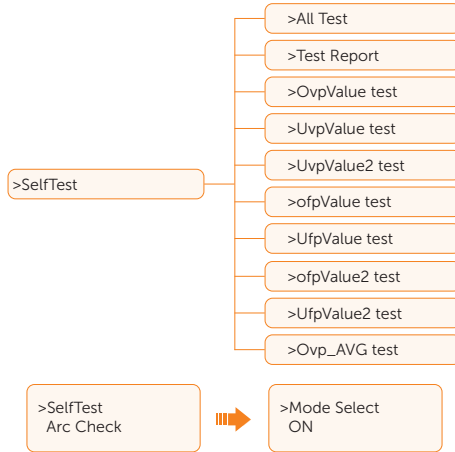 >All Test
>Test Report
>OvpValue test
>UvpValue test
>UvpValue2 test
>SelfTest
>ofpValue test
>UfpValue test
>ofpValue2 test
>UfpValue2 test
>Ovp_AVG test
>SelfTest
Arc Check
>Mode Select
ON